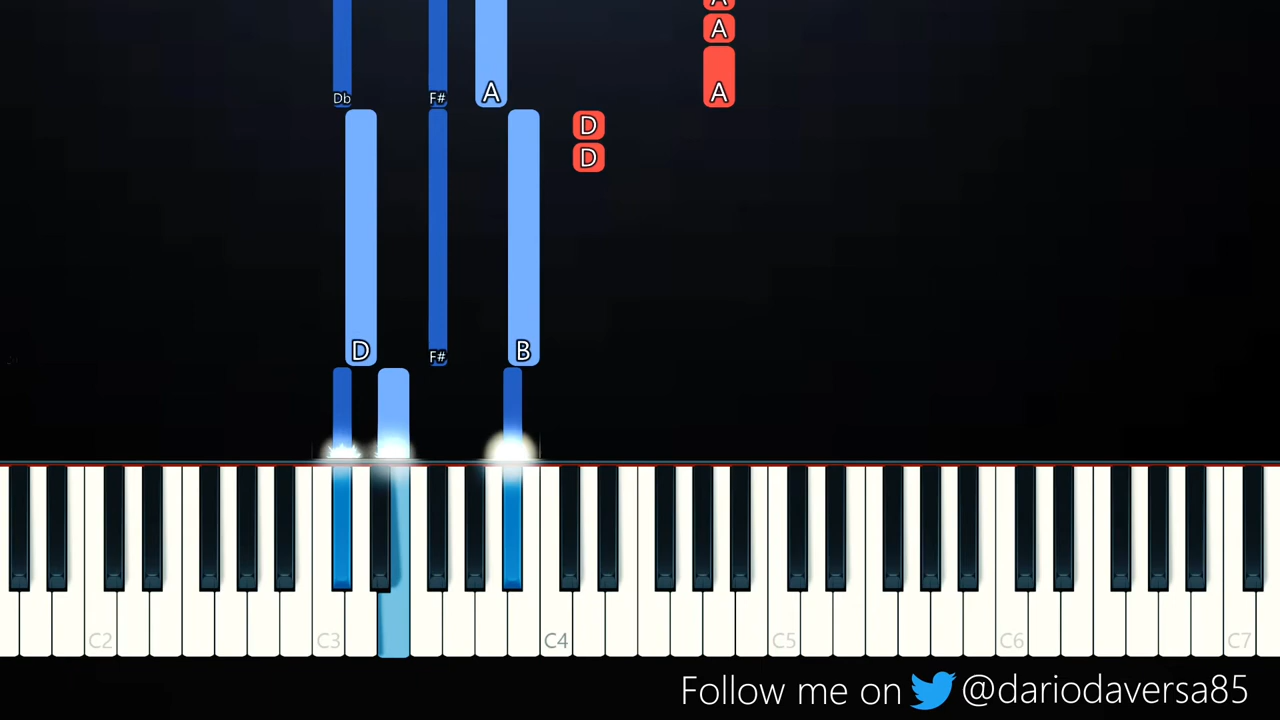 A
Db F# A A
D
D
D F# B
C2 C3 C4 C5 C6 C7
Follow me on @dariodaversa85